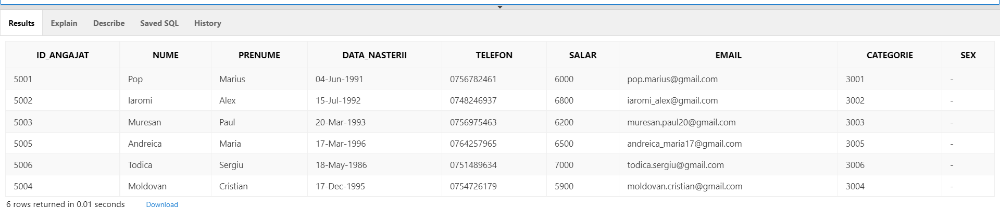 Results Explain Describe Saved SQL History
ID_ANGAJAT NUME PRENUME DATA_NASTERII TELEFON SALAR EMAIL CATEGORIE SEX
5001 Pop Marius 04-Jun-1991 0756782461 6000 pop.marius@gmail.com 3001 -
5002 Iaromi Alex 15-Jul-1992 0748246937 6800 iaromi_alex@gmail.com 3002 -
5003 Muresan Paul 20-Mar-1993 0756975463 6200 muresan.paul20@gmail.com 3003 -
5005 Andreica Maria 17-Mar-1996 0764257965 6500 andreica_maria17@gmail.com 3005 -
5006 Todica Sergiu 18-May-1986 0751489634 7000 todica.sergiu@gmail.com 3006 -
5004 Moldovan Cristian 17-Dec-1995 0754726179 5900 moldovan.cristian@gmail.com 3004 -
6 rows returned in 0.01 seconds Download